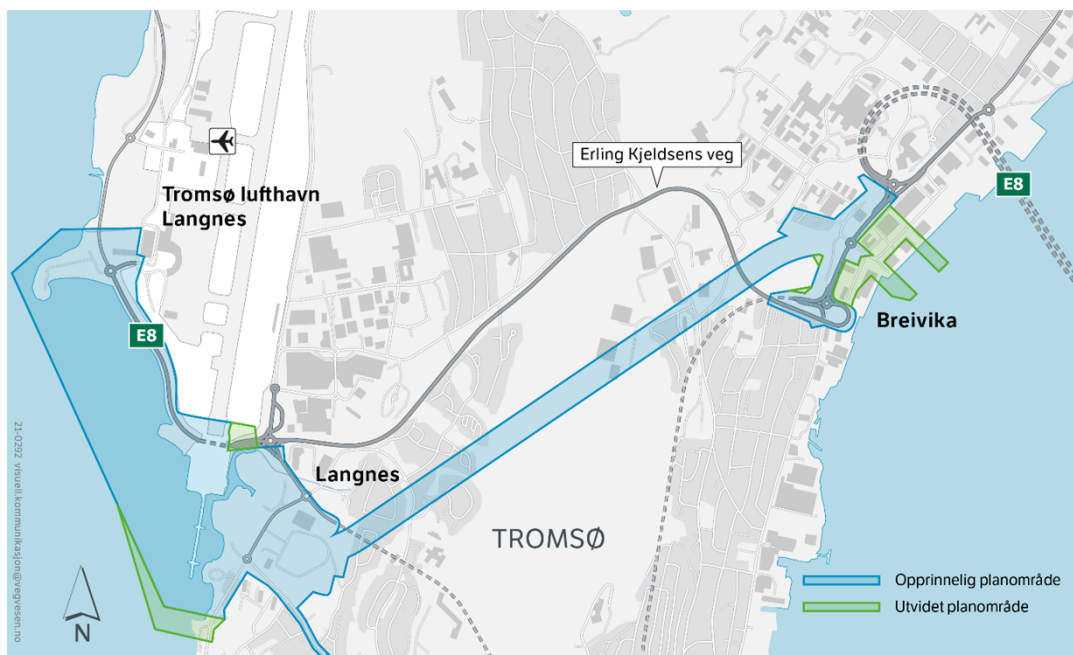 Erling Kjeldsens veg
E8
Tromsø lufthavn
Langnes
Breivika
E8
Langnes
TROMSØ
Opprinnelig planområde
Utvidet planområde
N
21-0292 visuell.kommunikasjon@vegvesen.no